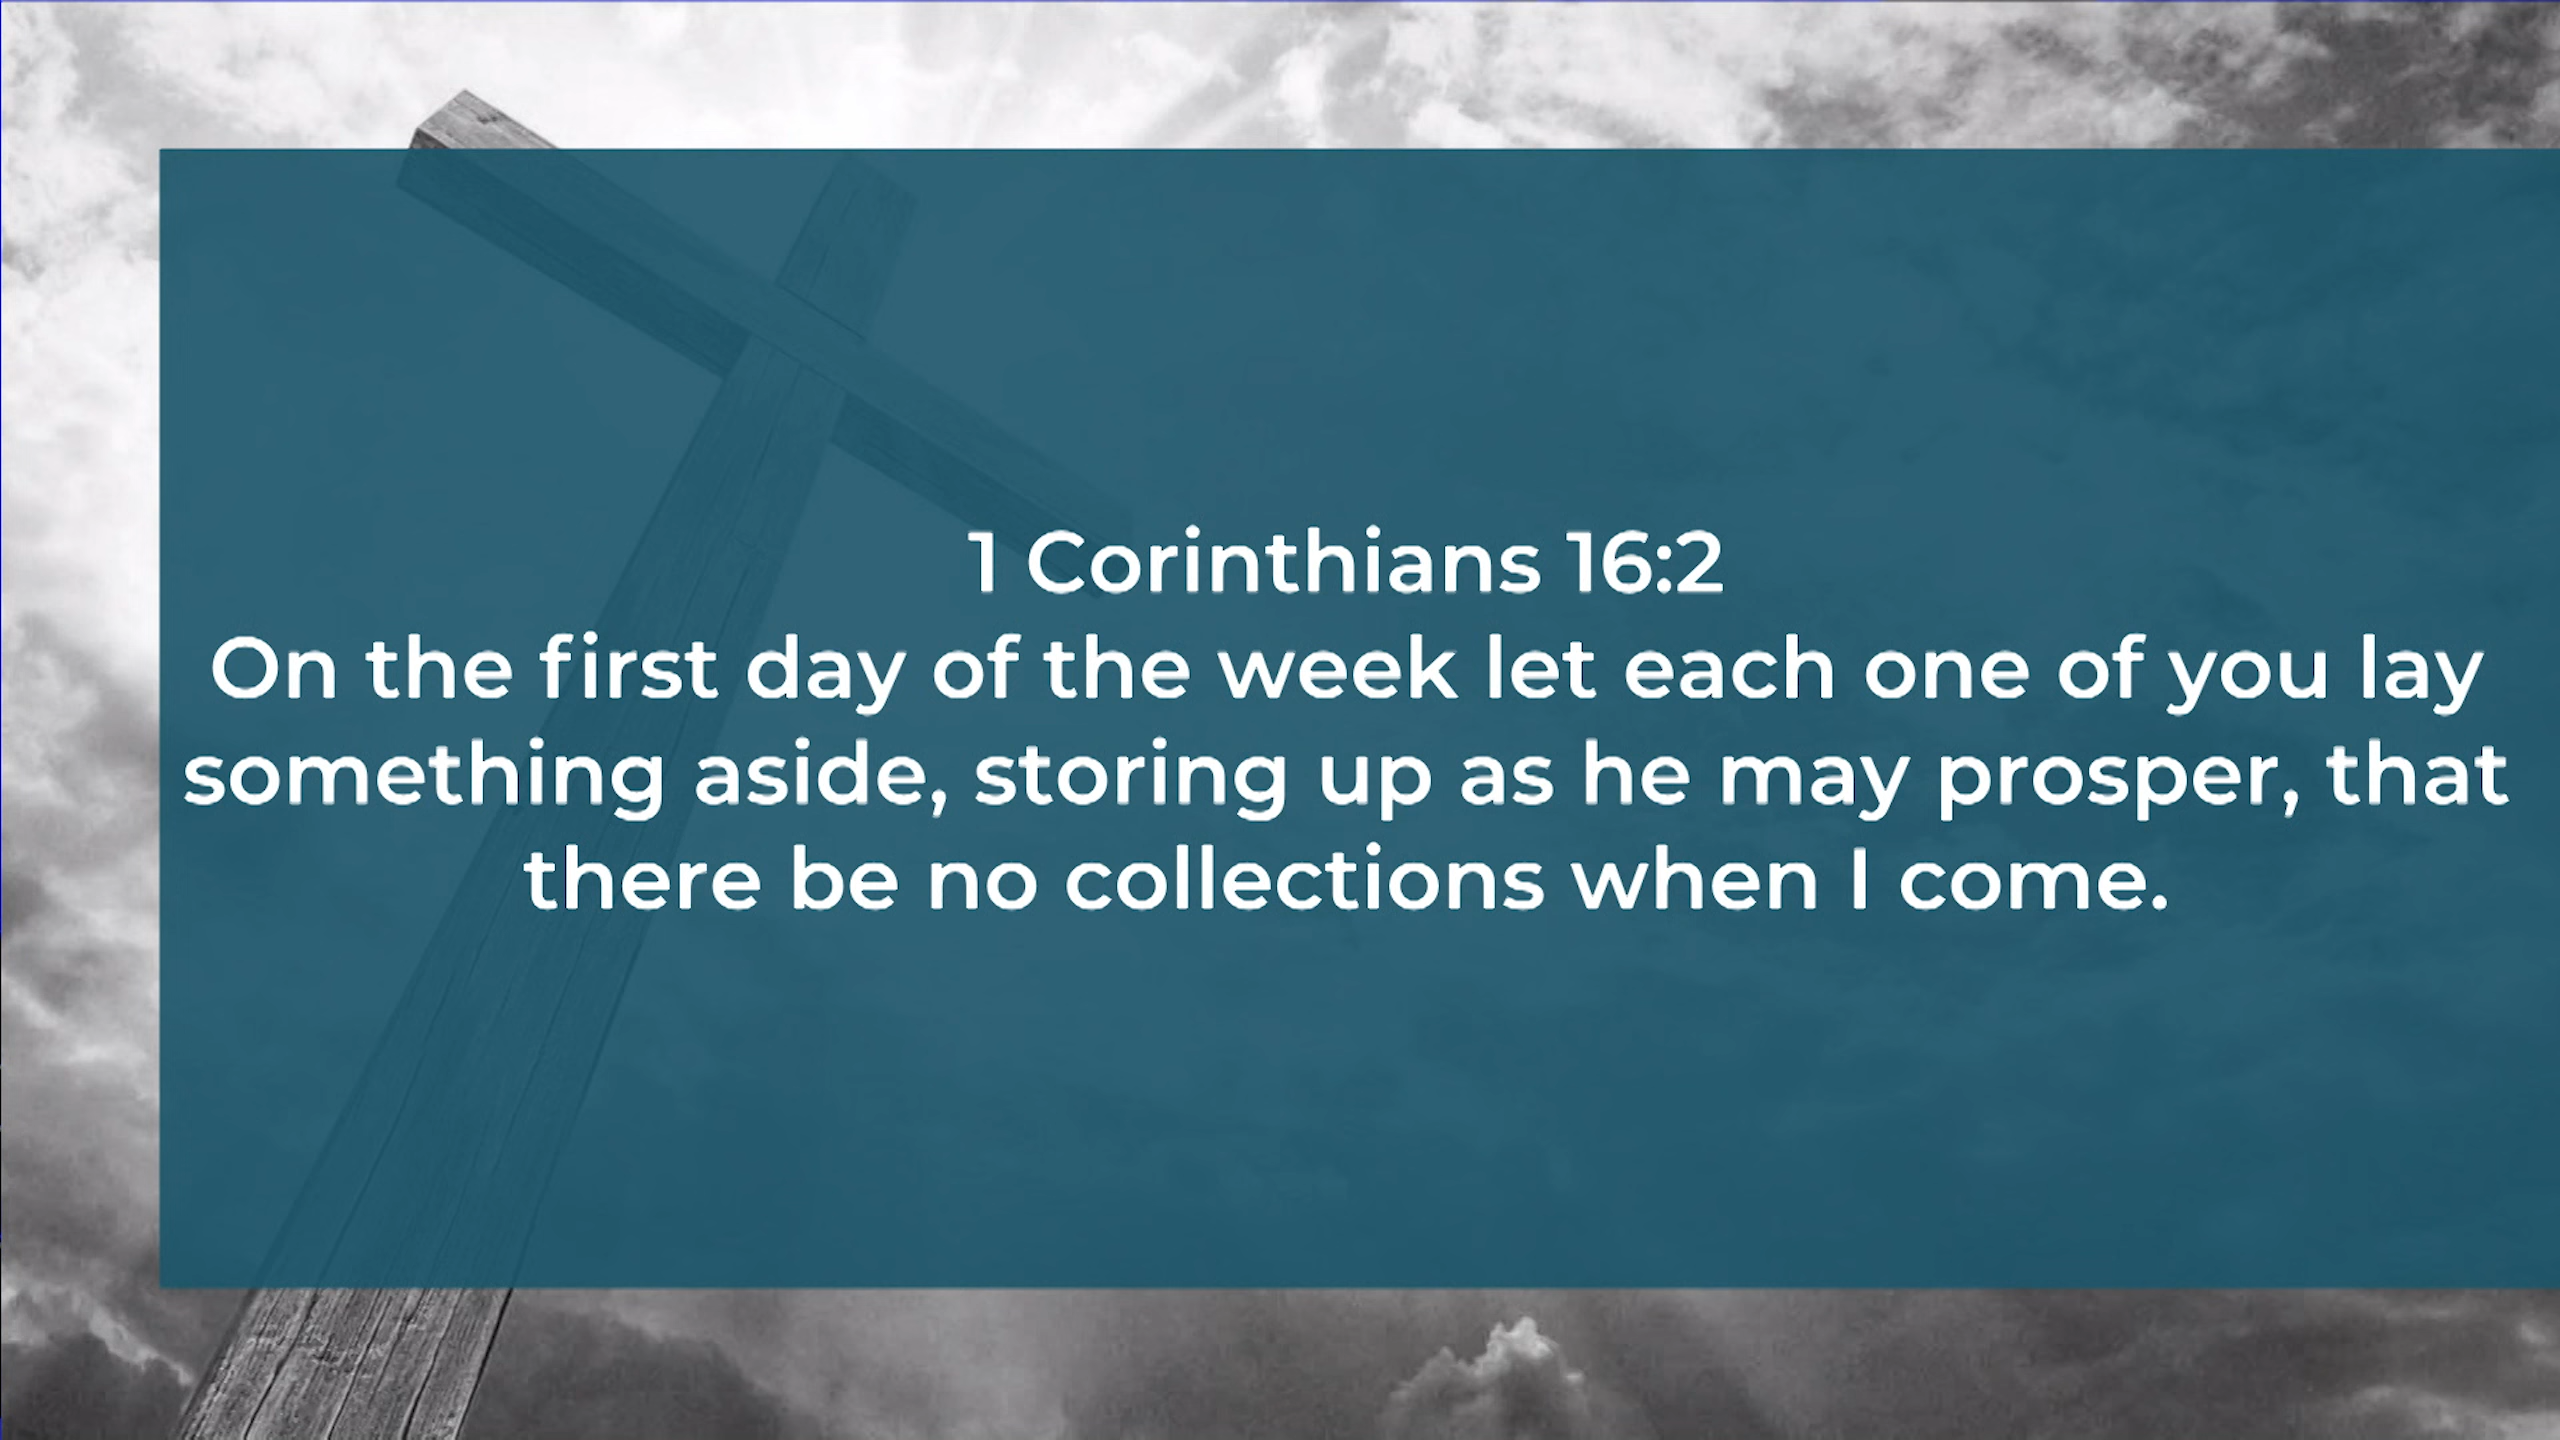 1 Corinthians 16:2
On the first day of the week let each one of you lay
something aside, storing up as he may prosper, that
there be no collections when I come.